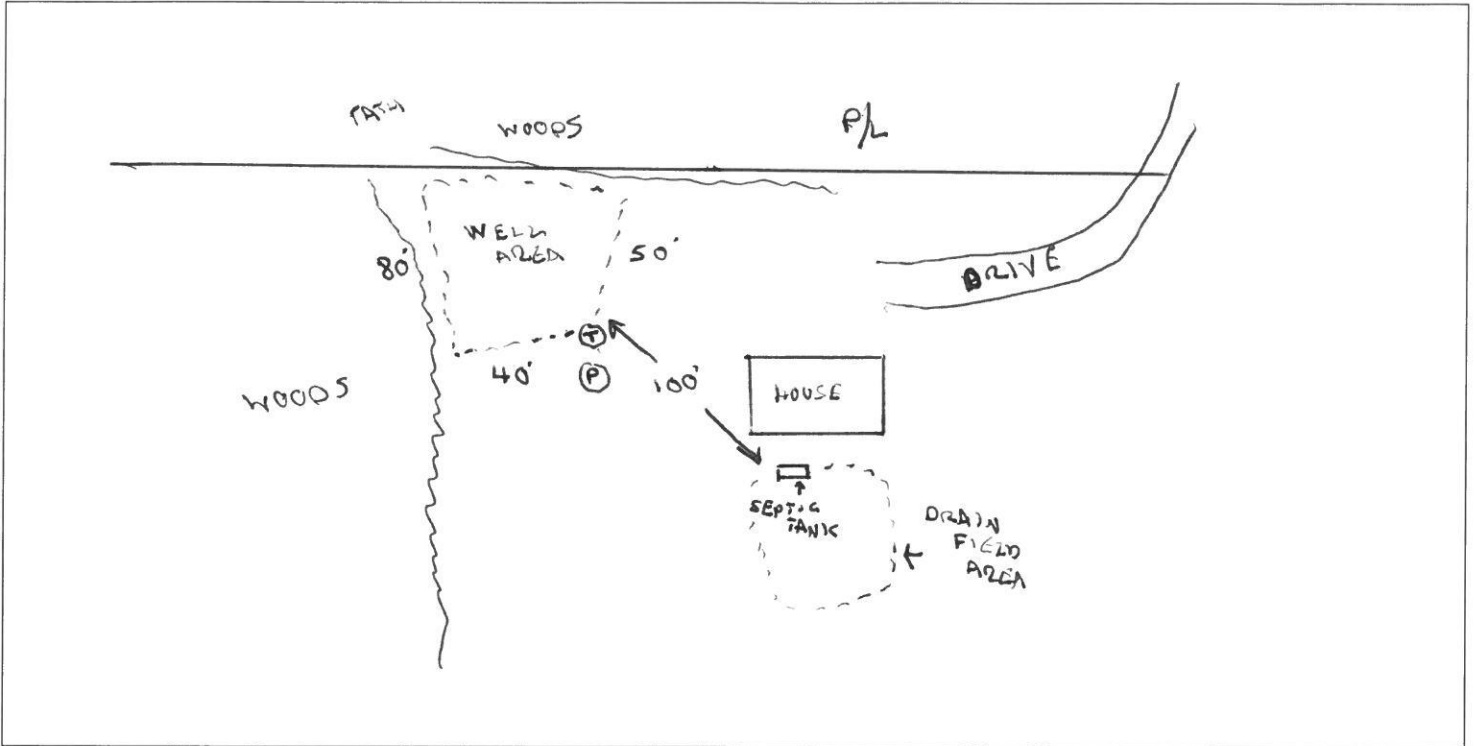 PATH
WOODS
P/L
WELL
AREA
80'
50'
DRIVE
T
40'
P
100'
HOUSE
WOODS
SEPTIC
TANK
DRAIN
FIELD
AREA